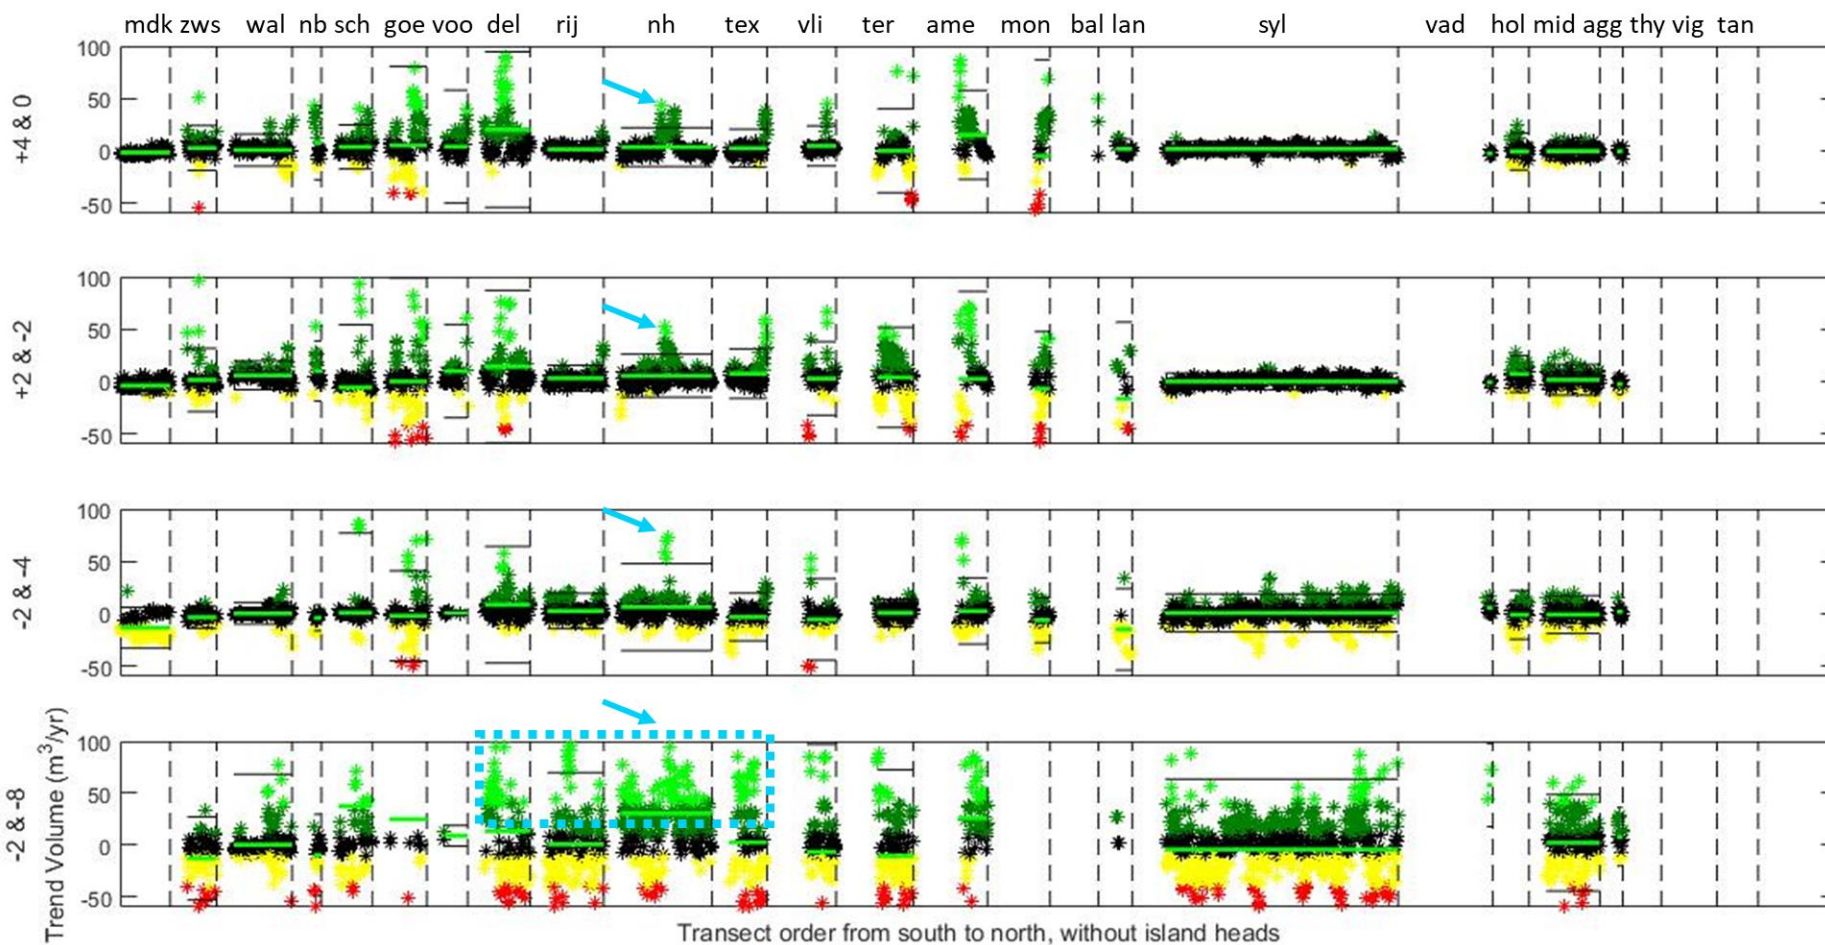 mdk zws wal nb sch goe voo del rij nh tex vli ter ame mon bal lan syl vad hol mid agg thy vig tan
+4 & 0
100
50
0
-50
+2 & -2
100
50
0
-50
-2 & -4
100
50
0
-50
-2 & -8
Trend Volume (m³/yr)
100
50
0
-50
Transect order from south to north, without island heads